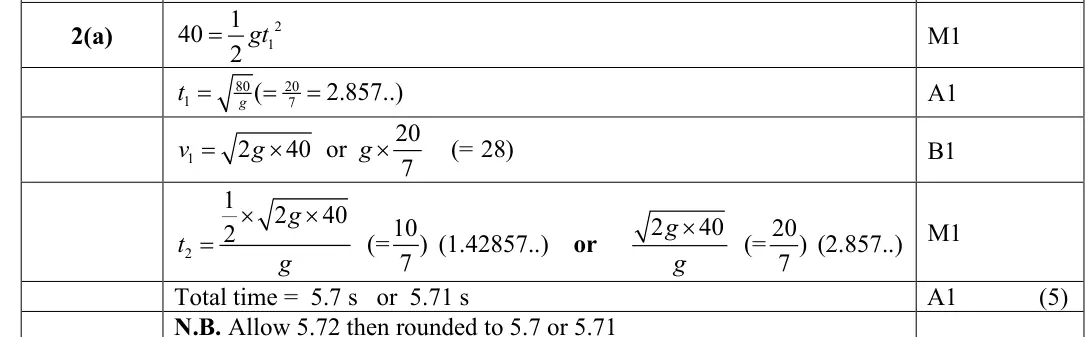 2(a) 40 = 1/2 gt₁² M1
t₁ = √(80/g) (= 20/7 = 2.857..) A1
v₁ = √(2g × 40) or g × 20/7 (= 28) B1
t₂ = (1/2 × √(2g × 40))/g (= 10/7) (1.42857..) or √(2g × 40)/g (= 20/7) (2.857..) M1
Total time = 5.7 s or 5.71 s A1 (5)
N.B. Allow 5.72 then rounded to 5.7 or 5.71